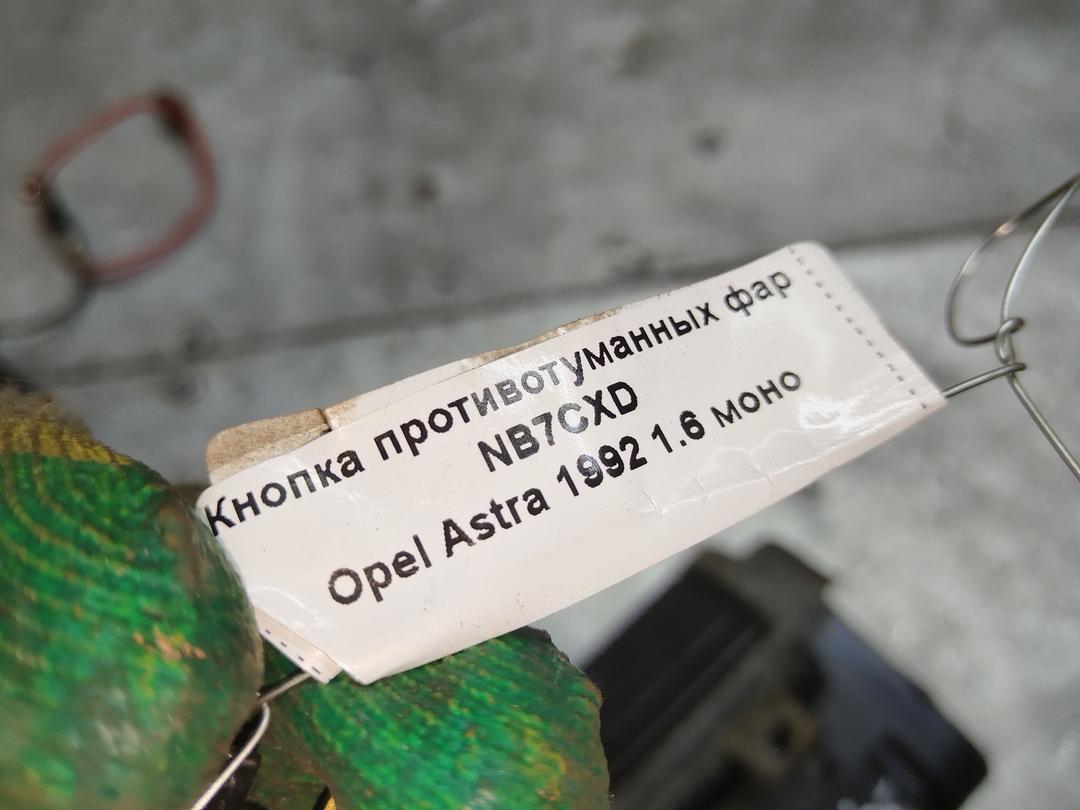 Кнопка противотуманных фар
NB7CXD
Opel Astra 1992 1.6 моно